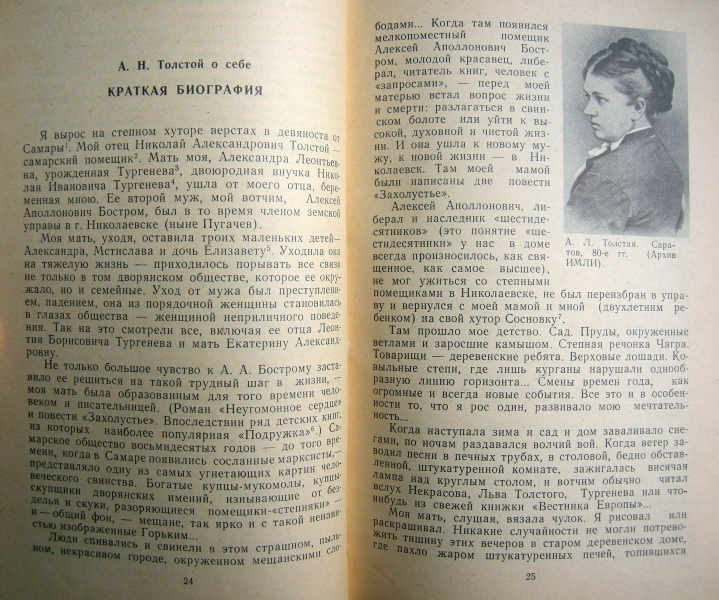 А. Н. Толстой о себе
КРАТКАЯ БИОГРАФИЯ
Я вырос на степном хуторе верстах в девяноста от
Самары¹. Мой отец Николай Александрович Толстой —
самарский помещик². Мать моя, Александра Леонтьев-
на, урожденная Тургенева³, двоюродная внучка Нико-
лая Ивановича Тургенева⁴, ушла от моего отца, бере-
менная мною. Ее второй муж, мой вотчим, Алексей
Аполлонович Бостром, был в то время членом земской
управы в г. Николаевске (ныне Пугачев).
Моя мать, уходя, оставила троих маленьких детей—
Александра, Мстислава и дочь Елизавету⁵. Уходила она
на тяжелую жизнь — приходилось порывать все связи
не только в том дворянском обществе, которое ее окру-
жало, но и семейные. Уход от мужа был преступлени-
ем, падением, она из порядочной женщины становилась
в глазах общества — женщиной неприличного поведе-
ния. Так на это смотрели все, включая ее отца Леон-
тия Борисовича Тургенева и мать Екатерину Александ-
ровну.
Не только большое чувство к А. А. Бострому заста-
вило ее решиться на такой трудный шаг в жизни, —
моя мать была образованным для того времени чело-
веком и писательницей. (Роман «Неугомонное сердце»
и повести «Захолустье». Впоследствии ряд детских книг,
из которых наиболее популярная «Подружка»⁶.) Са-
марское общество восьмидесятых годов — до того вре-
мени, когда в Самаре появились сосланные марксисты,—
представляло одну из самых угнетающих картин чело-
веческого свинства. Богатые купцы-мукомолы, купцы-
скупщики дворянских имений, изнывающие от без-
делья и скуки, разоряющиеся помещики-«степняки» —
и—общий фон, — мещане, так ярко и с такой ненави-
стью изображенные Горьким...
Люди спивались и свинели в этом страшном, пыль-
ном, некрасивом городе, окруженном мещанскими сло-
24
бодами... Когда там появился
мелкопоместный помещик
Алексей Аполлонович Бост-
ром, молодой красавец, либе-
рал, читатель книг, человек с
«запросами», — перед моей
матерью встал вопрос жизни
и смерти: разлагаться в свин-
ском болоте или уйти к вы-
сокой, духовной и чистой жиз-
ни. И она ушла к новому му-
жу, к новой жизни — в Ни-
колаевск. Там моей мамой
были написаны две повести
«Захолустье».
Алексей Аполлонович, ли-
берал и наследник «шестиде-
сятников» (это понятие «ше-
стидесятники» у нас в доме
всегда произносилось, как свя-
щенное, как самое высшее),
не мог ужиться со степными
помещиками в Николаевске, не был переизбран в упра-
ву и вернулся с моей мамой и мной (двухлетним ре-
бенком) на свой хутор Сосновку⁷.
А. Л. Толстая. Сара-
тов, 80-е гг. (Архив
ИМЛИ).
Там прошло мое детство. Сад. Пруды, окруженные
ветлами и заросшие камышом. Степная речонка Чагра.
Товарищи — деревенские ребята. Верховые лошади. Ко-
выльные степи, где лишь курганы нарушали однооб-
разную линию горизонта... Смены времен года, как
огромные и всегда новые события. Все это и в особен-
ности то, что я рос один, развивало мою мечтатель-
ность...
Когда наступала зима и сад и дом заваливало сне-
гами, по ночам раздавался волчий вой. Когда ветер за-
водил песни в печных трубах, в столовой, бедно обстав-
ленной, штукатуренной комнате, зажигалась висячая
лампа над круглым столом, и вотчим обычно читал
вслух Некрасова, Льва Толстого, Тургенева или что-
нибудь из свежей книжки «Вестника Европы»...
Моя мать, слушая, вязала чулок. Я рисовал или
раскрашивал. Никакие случайности не могли потрево-
жить тишину этих вечеров в старом деревенском доме,
где пахло жаром штукатуренных печей, топившихся
25